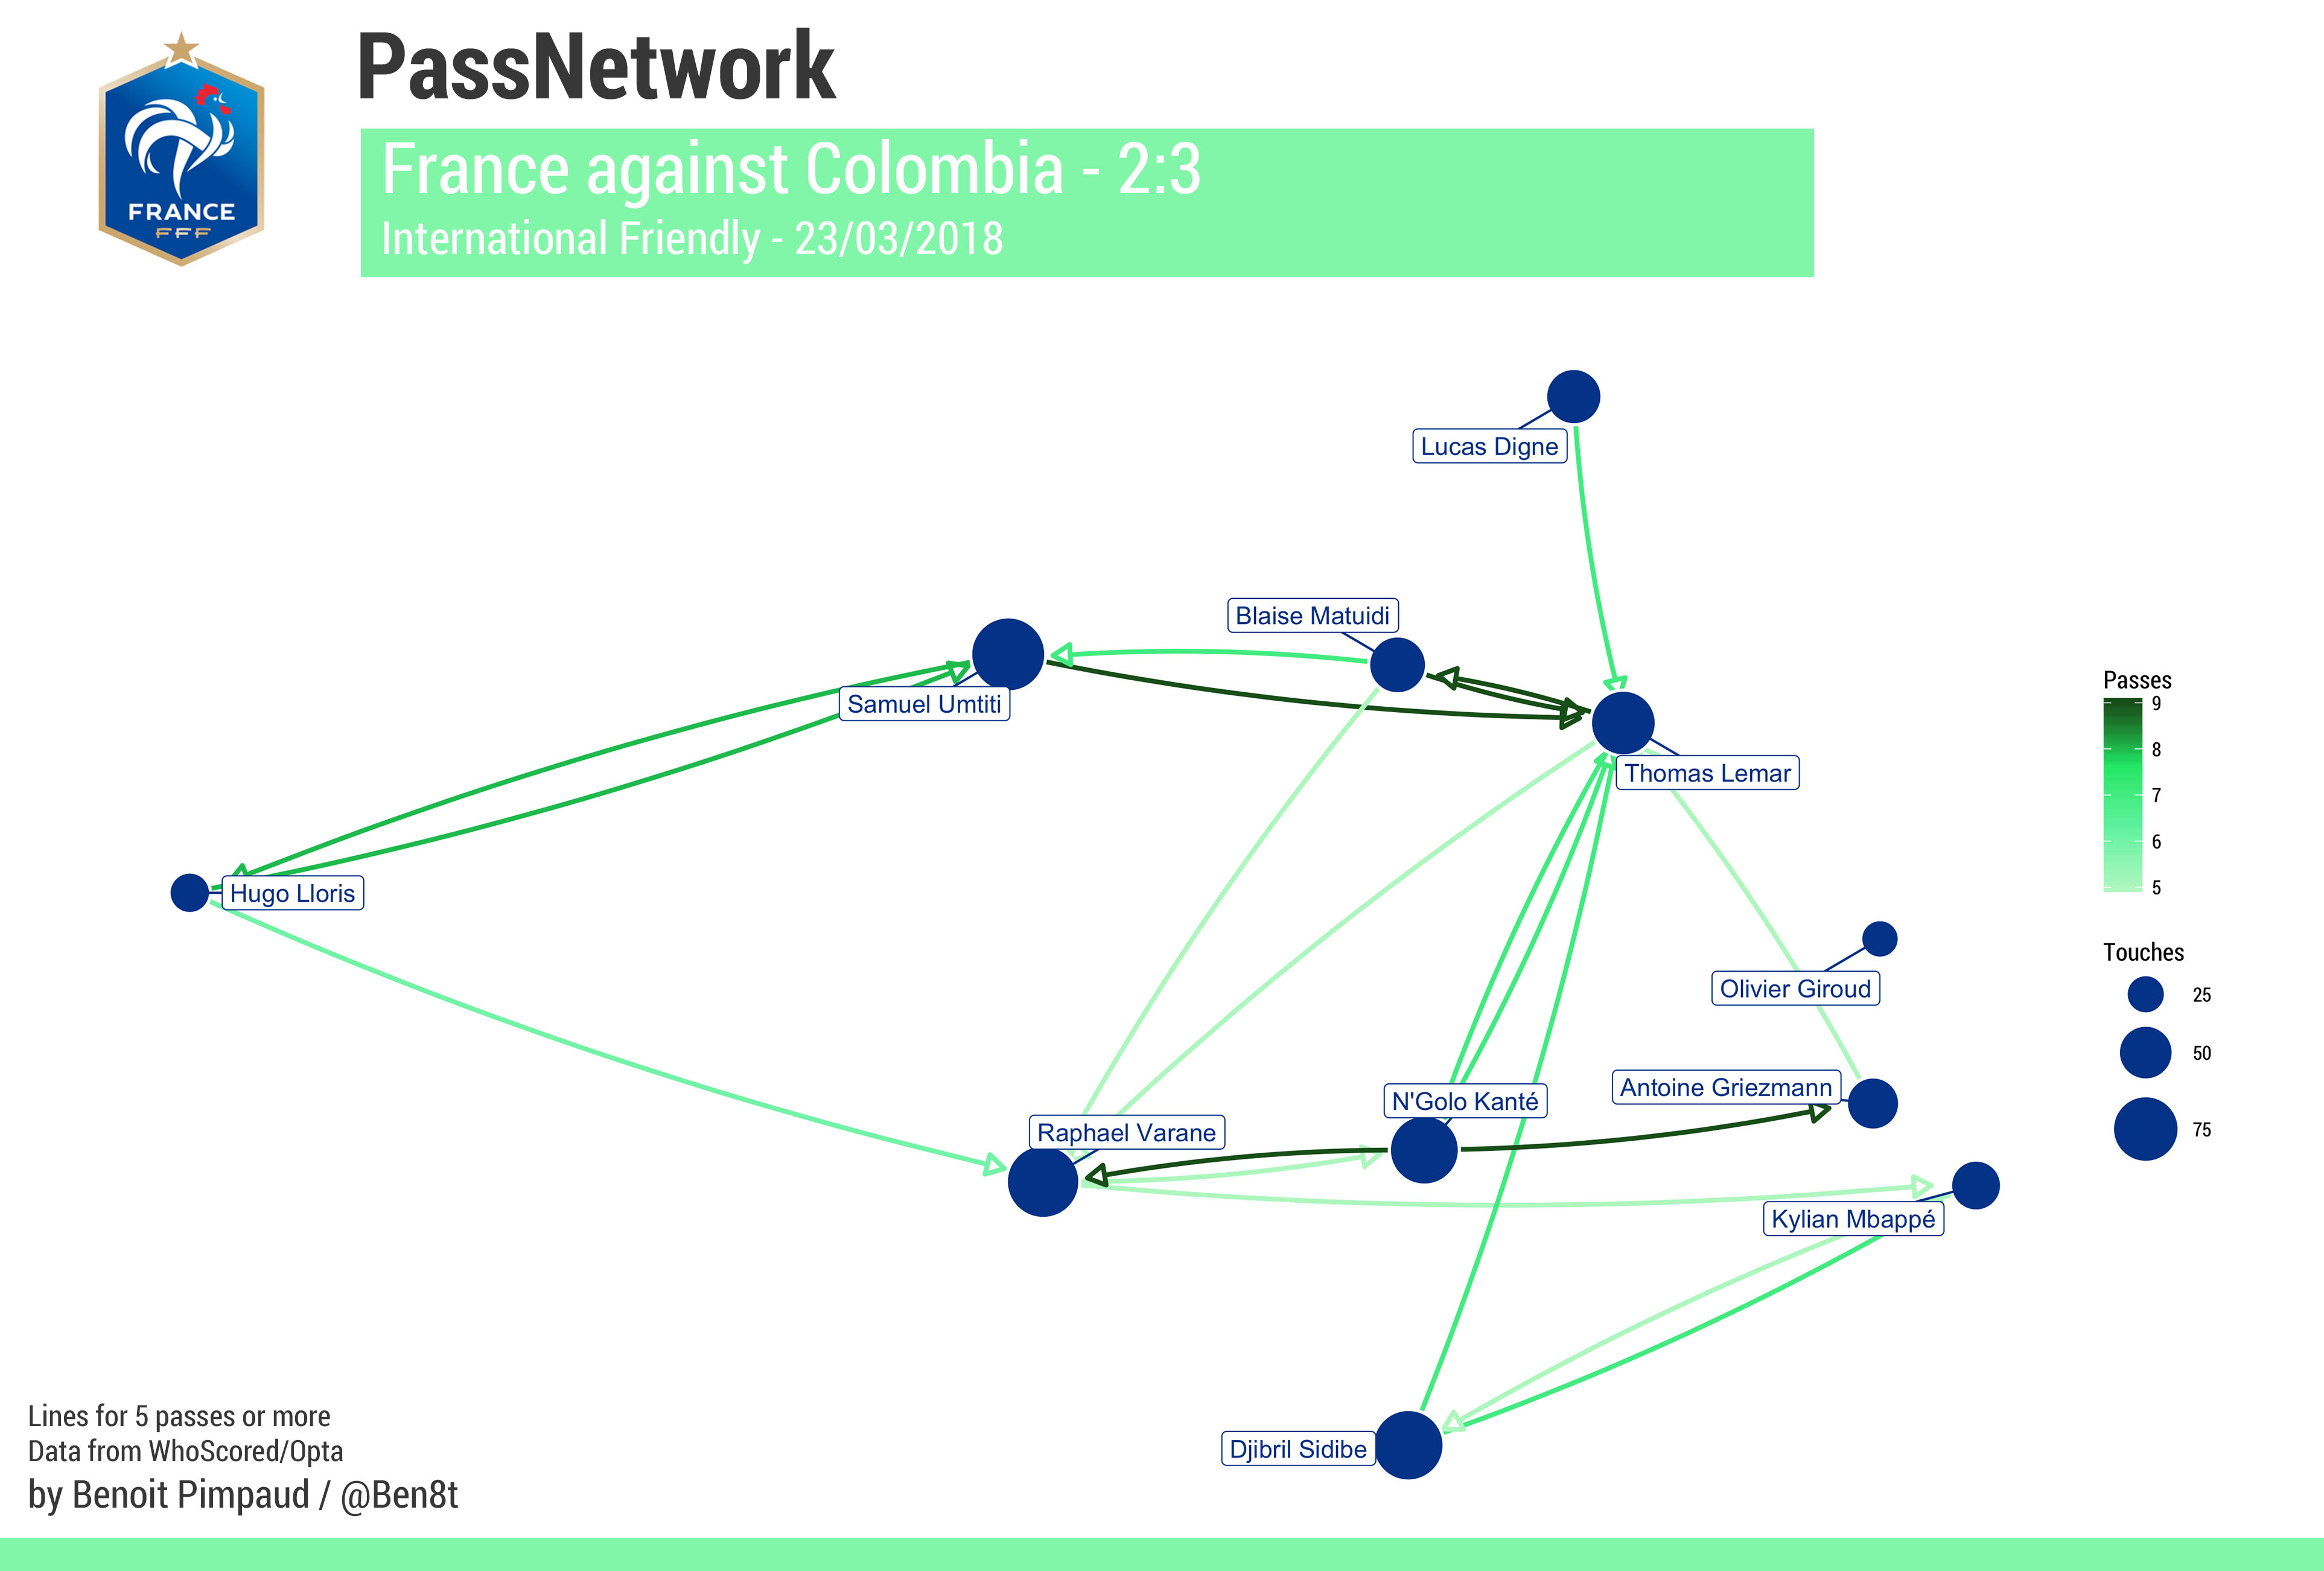 PassNetwork
France against Colombia - 2:3
International Friendly - 23/03/2018
FRANCE
FFF
Lucas Digne
Blaise Matuidi
Samuel Umtiti
Thomas Lemar
Hugo Lloris
Olivier Giroud
Antoine Griezmann
N'Golo Kanté
Raphael Varane
Kylian Mbappé
Djibril Sidibe
Passes
9
8
7
6
5
Touches
25
50
75
Lines for 5 passes or more
Data from WhoScored/Opta
by Benoit Pimpaud / @Ben8t